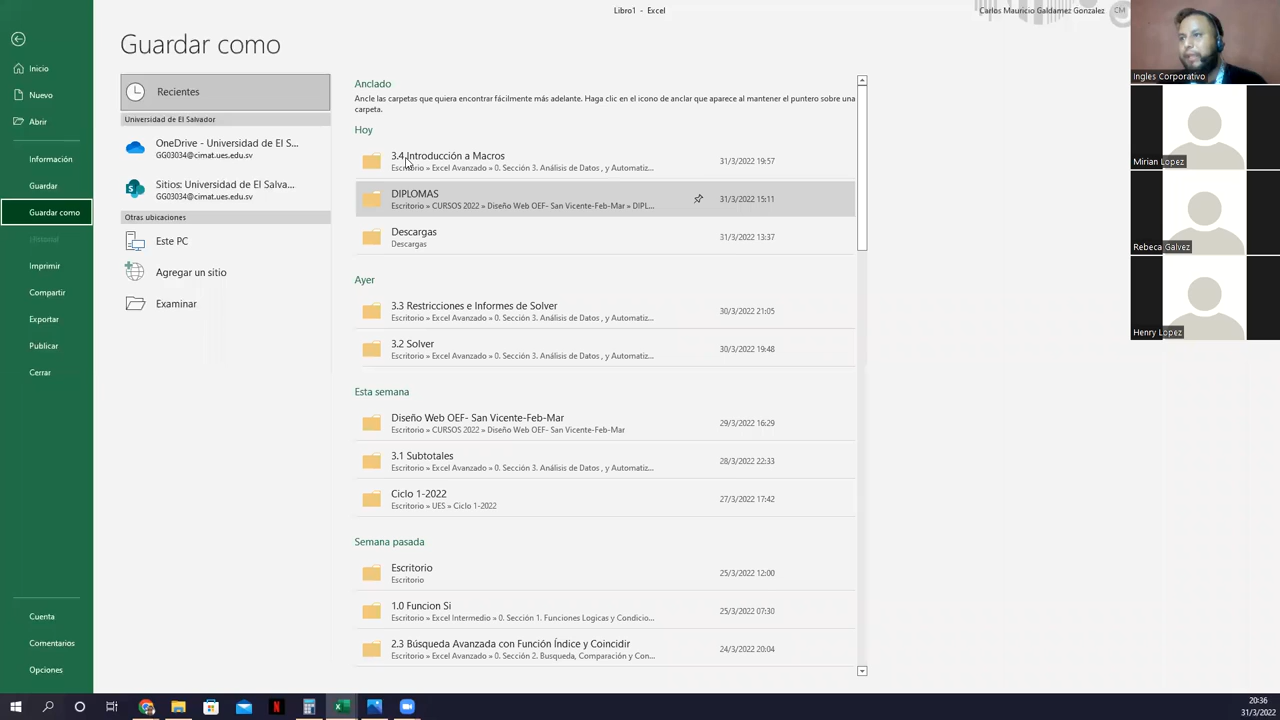 Libro1 - Excel
Carlos Mauricio Galdamez Gonzalez
CM
Guardar como
Inicio
Nuevo
Abrir
Información
Guardar
Guardar como
Historial
Imprimir
Compartir
Exportar
Publicar
Cerrar
Cuenta
Comentarios
Opciones
Recientes
Universidad de El Salvador
OneDrive - Universidad de El S...
GG03034@cimat.ues.edu.sv
Sitios: Universidad de El Salva...
GG03034@cimat.ues.edu.sv
Otras ubicaciones
Este PC
Agregar un sitio
Examinar
Anclado
Ancle las carpetas que quiera encontrar fácilmente más adelante. Haga clic en el icono de anclar que aparece al mantener el puntero sobre una
carpeta.
Hoy
3.4 Introducción a Macros
31/3/2022 19:57
Escritorio » Excel Avanzado » 0. Sección 3. Análisis de Datos , y Automatiz...
DIPLOMAS
31/3/2022 15:11
Escritorio » CURSOS 2022 » Diseño Web OEF- San Vicente-Feb-Mar » DIPL...
Descargas
31/3/2022 13:37
Descargas
Ayer
3.3 Restricciones e Informes de Solver
30/3/2022 21:05
Escritorio » Excel Avanzado » 0. Sección 3. Análisis de Datos , y Automatiz...
3.2 Solver
30/3/2022 19:48
Escritorio » Excel Avanzado » 0. Sección 3. Análisis de Datos , y Automatiz...
Esta semana
Diseño Web OEF- San Vicente-Feb-Mar
29/3/2022 16:29
Escritorio » CURSOS 2022 » Diseño Web OEF- San Vicente-Feb-Mar
3.1 Subtotales
28/3/2022 22:33
Escritorio » Excel Avanzado » 0. Sección 3. Análisis de Datos , y Automatiz...
Ciclo 1-2022
27/3/2022 17:42
Escritorio » UES » Ciclo 1-2022
Semana pasada
Escritorio
25/3/2022 12:00
Escritorio
1.0 Funcion Si
25/3/2022 07:30
Escritorio » Excel Intermedio » 0. Sección 1. Funciones Logicas y Condicio...
2.3 Búsqueda Avanzada con Función Índice y Coincidir
24/3/2022 20:04
Escritorio » Excel Avanzado » 0. Sección 2. Busqueda, Comparación y Con...
Ingles Corporativo
Mirian Lopez
Rebeca Galvez
Henry Lopez
20:36
31/3/2022